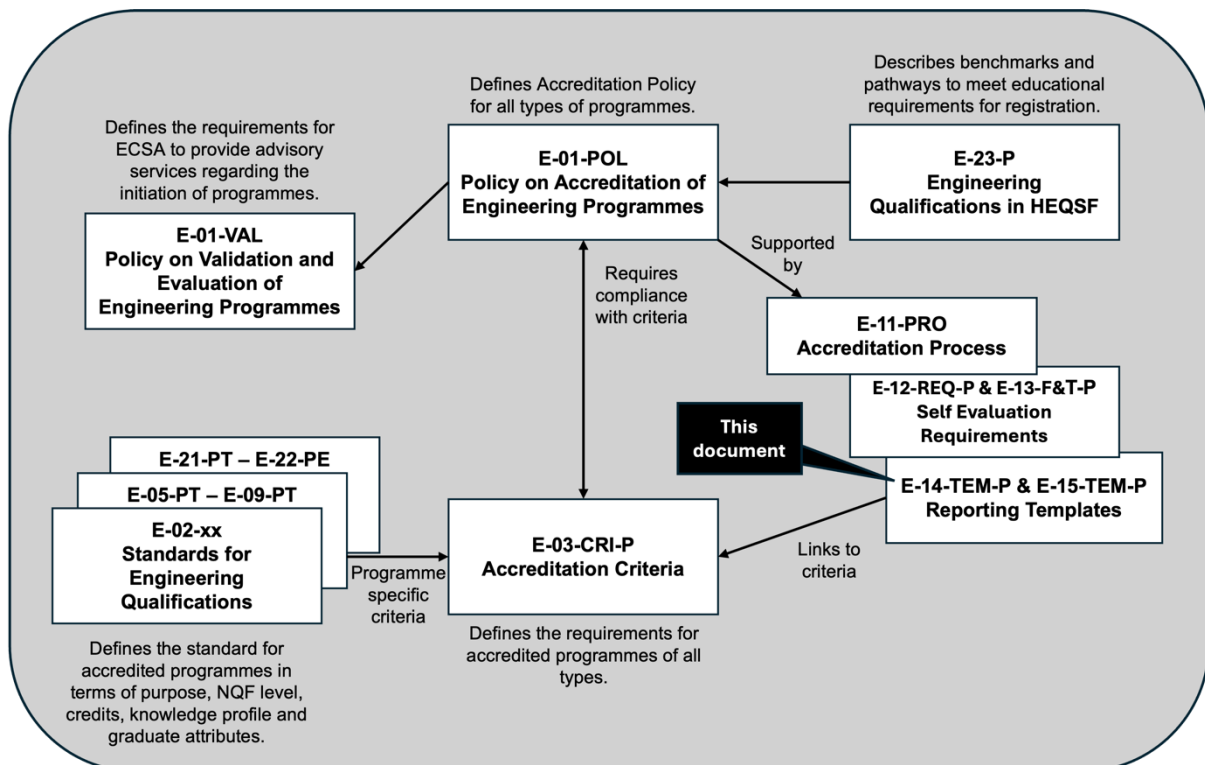 Describes benchmarks and
pathways to meet educational
requirements for registration.
Defines Accreditation Policy
for all types of programmes.
Defines the requirements for
ECSA to provide advisory
services regarding the
initiation of programmes.
E-01-POL
Policy on Accreditation of
Engineering Programmes
E-23-P
Engineering
Qualifications in HEQSF
E-01-VAL
Policy on Validation and
Evaluation of
Engineering Programmes
Supported
by
Requires
compliance
with criteria
E-11-PRO
Accreditation Process
E-12-REQ-P & E-13-F&T-P
Self Evaluation
Requirements
This
document
E-14-TEM-P & E-15-TEM-P
Reporting Templates
E-21-PT – E-22-PE
E-05-PT – E-09-PT
E-02-xx
Standards for
Engineering
Qualifications
Programme
specific
criteria
E-03-CRI-P
Accreditation Criteria
Links to
criteria
Defines the requirements for
accredited programmes of all
types.
Defines the standard for
accredited programmes in
terms of purpose, NQF level,
credits, knowledge profile and
graduate attributes.